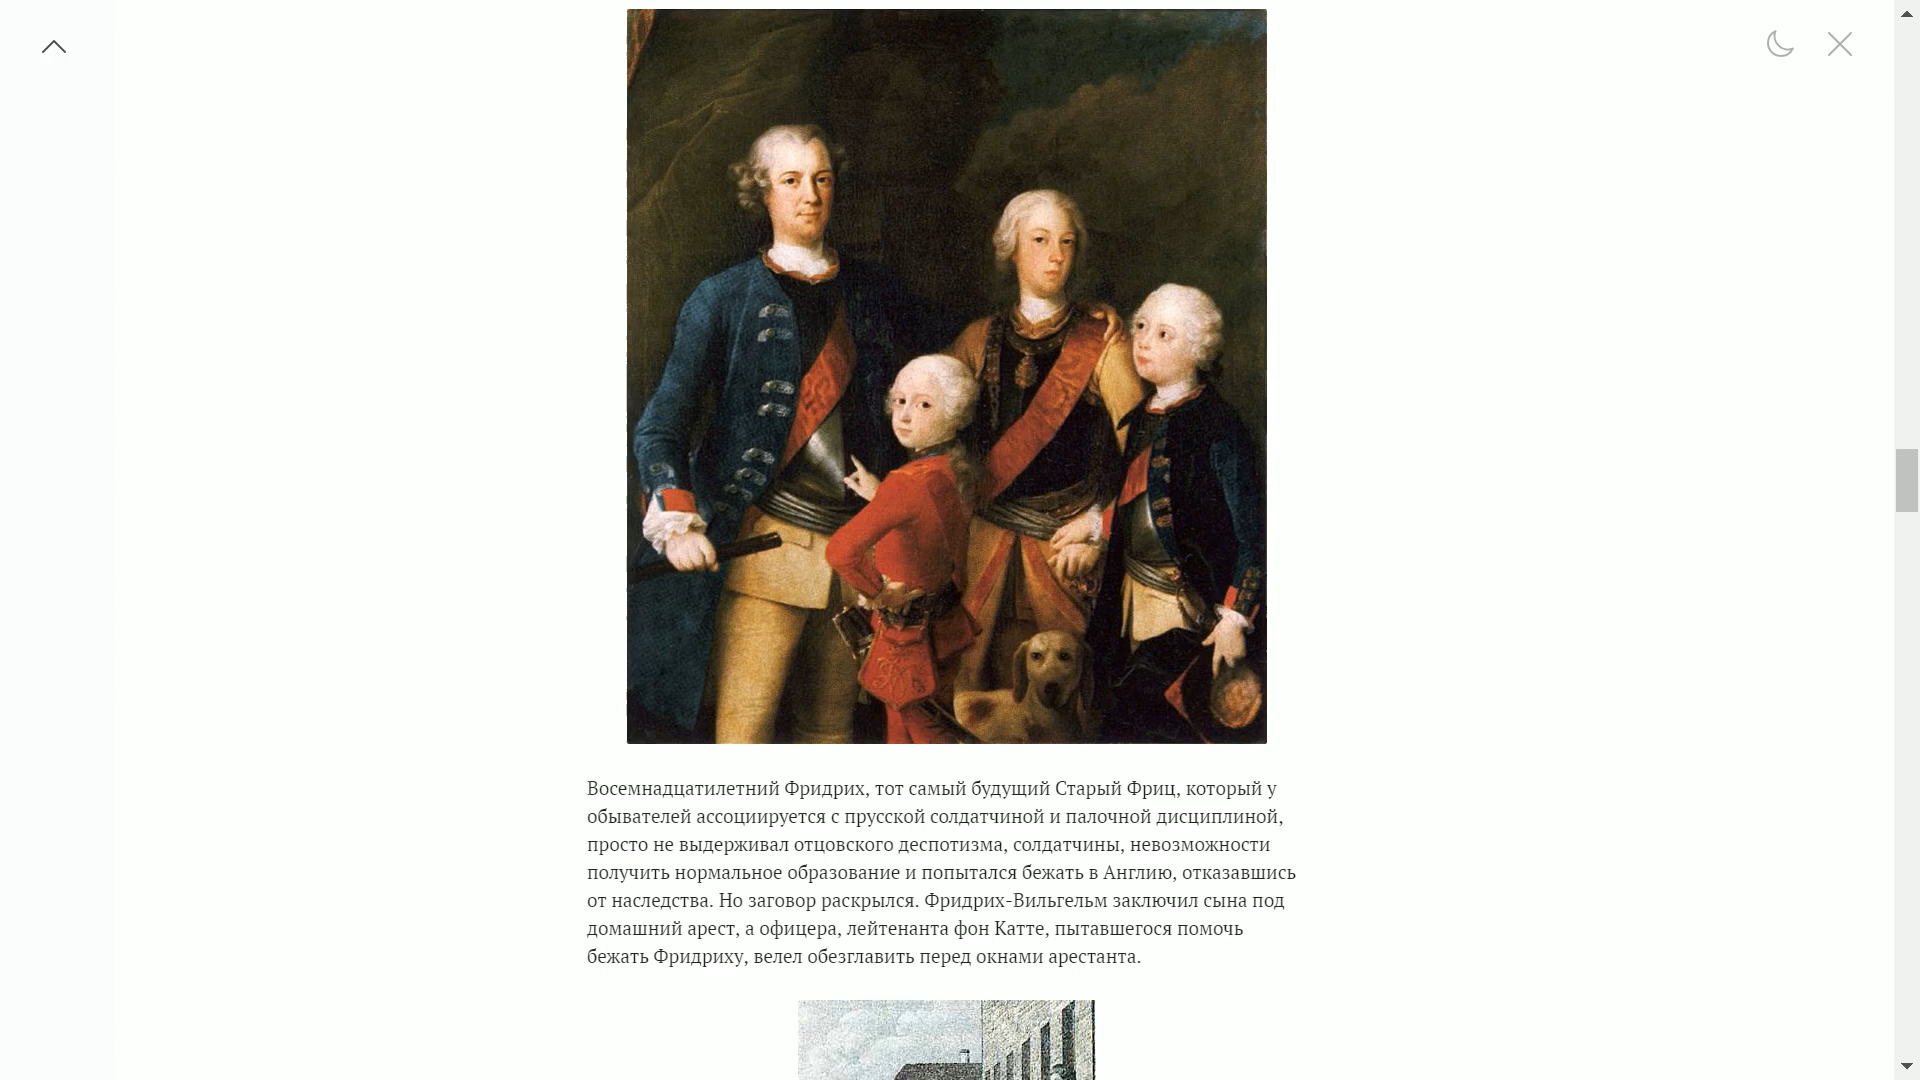 Восемнадцатилетний Фридрих, тот самый будущий Старый Фриц, который у
обывателей ассоциируется с прусской солдатчиной и палочной дисциплиной,
просто не выдерживал отцовского деспотизма, солдатчины, невозможности
получить нормальное образование и попытался бежать в Англию, отказавшись
от наследства. Но заговор раскрылся. Фридрих-Вильгельм заключил сына под
домашний арест, а офицера, лейтенанта фон Катте, пытавшегося помочь
бежать Фридриху, велел обезглавить перед окнами арестанта.